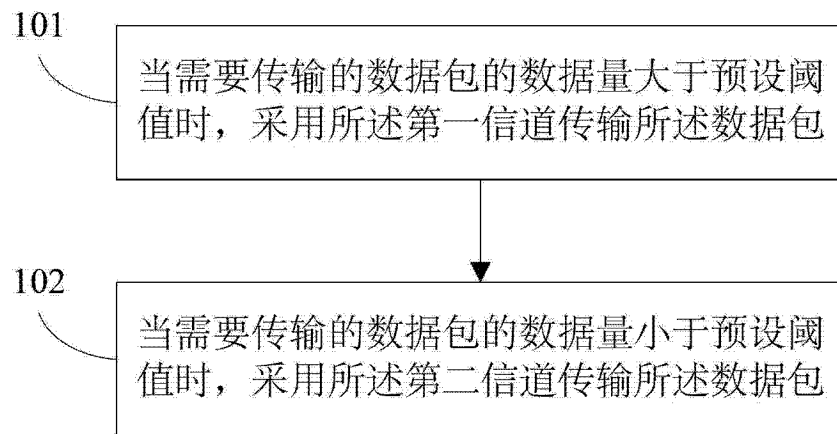 101
当需要传输的数据包的数据量大于预设阈
值时，采用所述第一信道传输所述数据包
102
当需要传输的数据包的数据量小于预设阈
值时，采用所述第二信道传输所述数据包